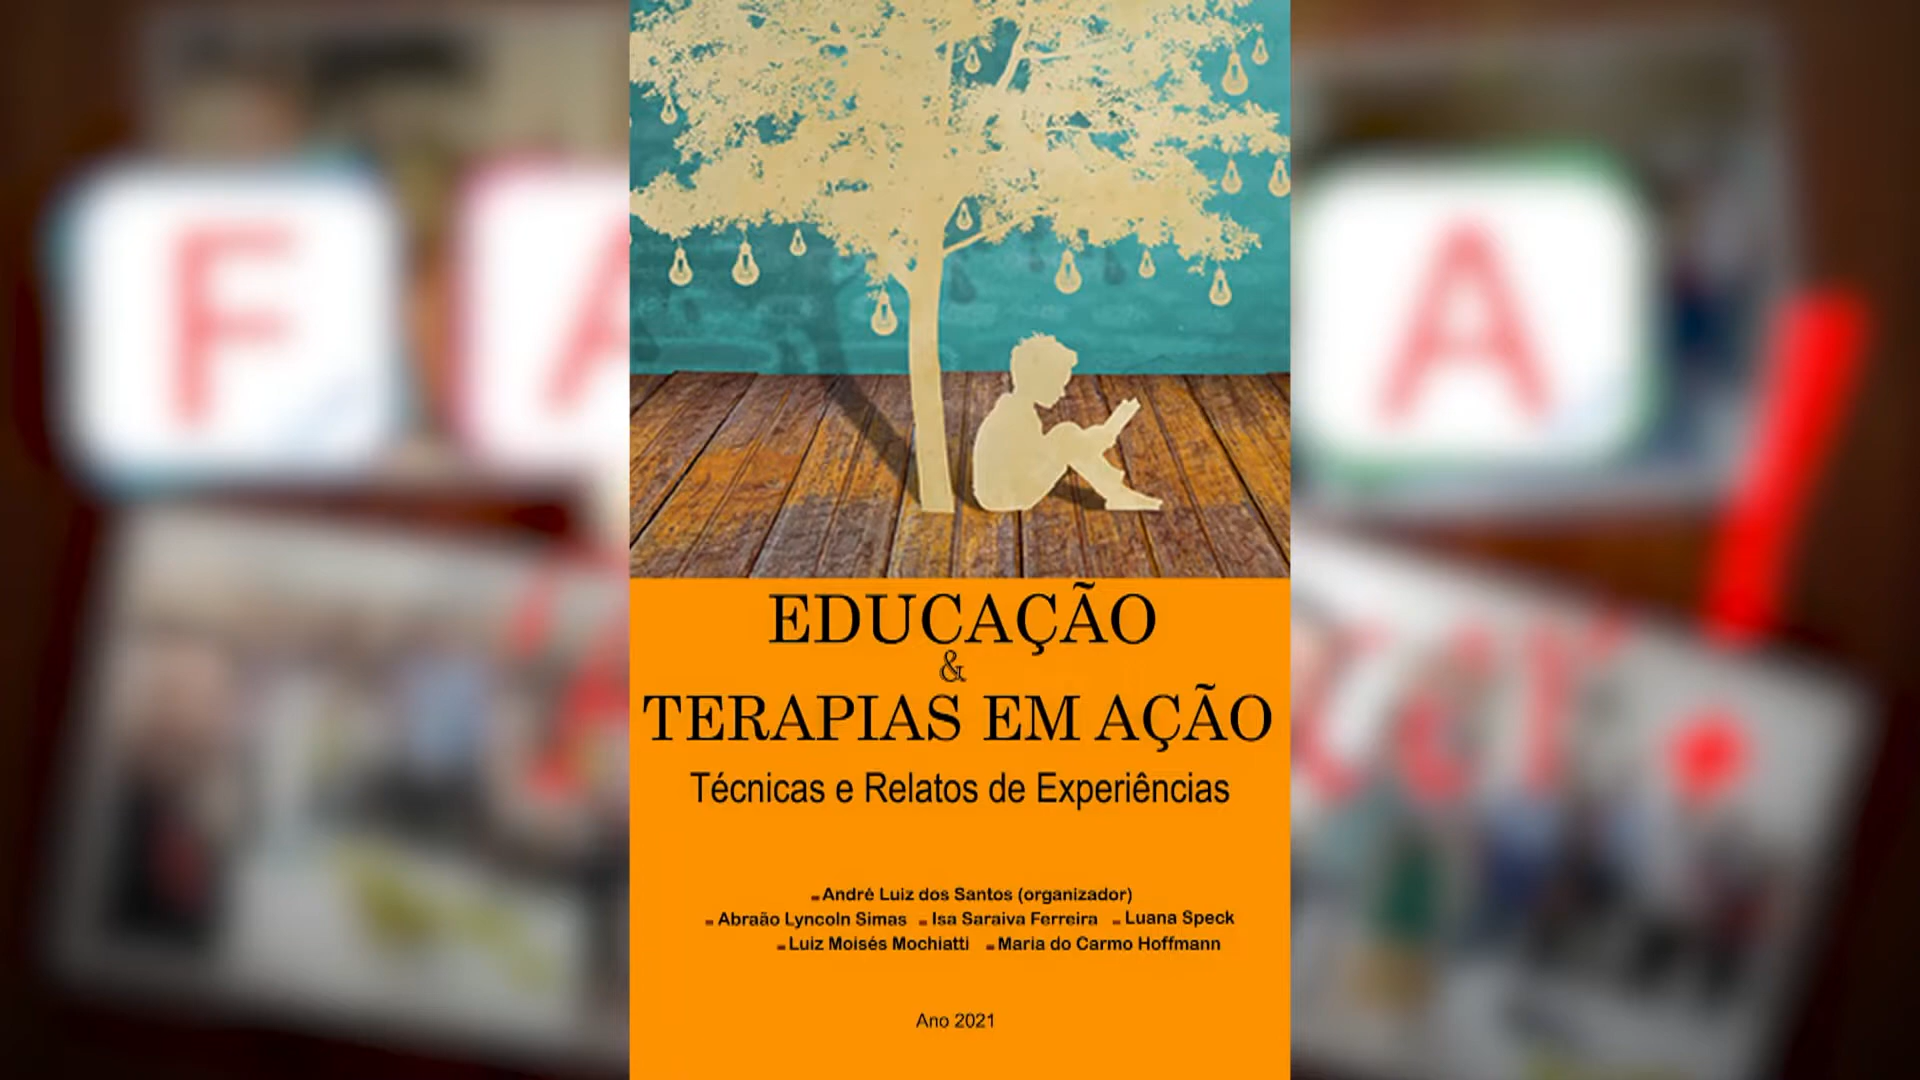 F A A
EDUCAÇÃO
&
TERAPIAS EM AÇÃO
Técnicas e Relatos de Experiências
André Luiz dos Santos (organizador)
Abraão Lyncoln Simas Isa Saraiva Ferreira Luana Speck
Luiz Moisés Mochiatti Maria do Carmo Hoffmann
Ano 2021